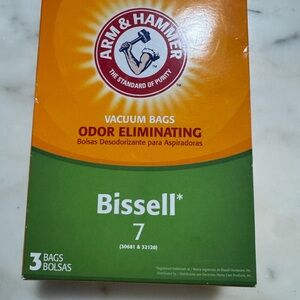 ARM & HAMMER
THE STANDARD OF PURITY
VACUUM BAGS
ODOR ELIMINATING
Bolsas Desodorizante para Aspiradoras
Bissell*
7
(30681 & 32120)
3 BAGS
BOLSAS